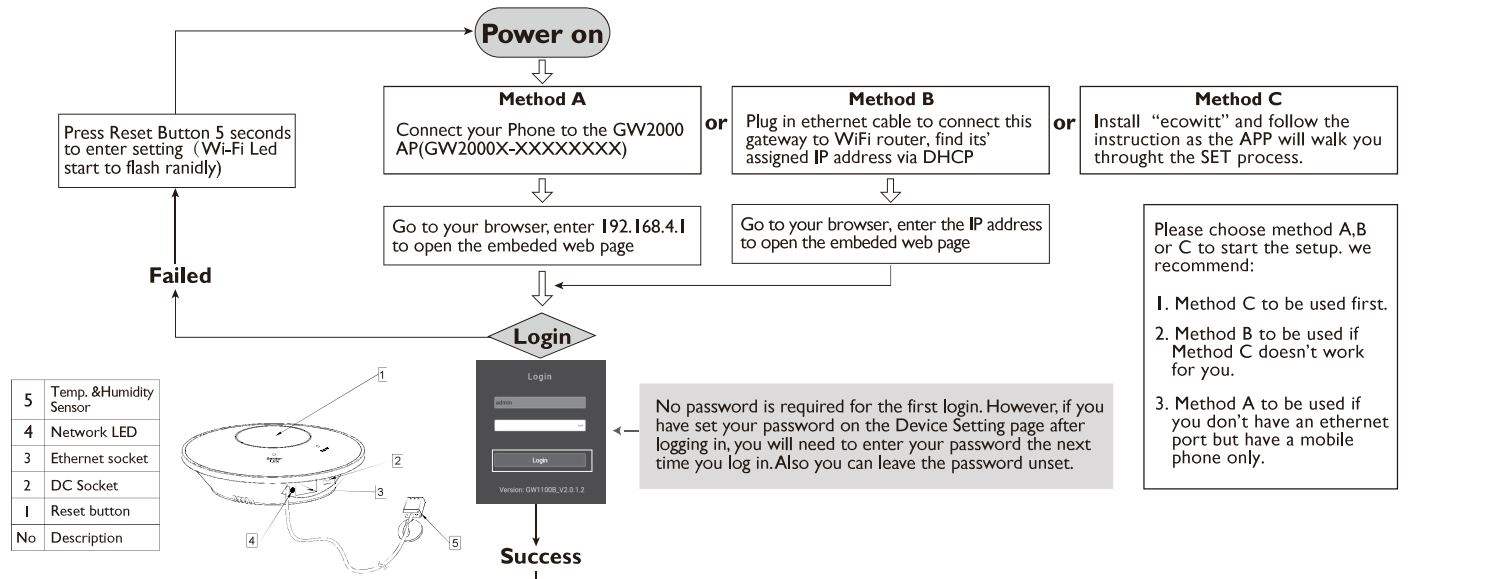 Power on
Press Reset Button 5 seconds
to enter setting (Wi-Fi Led
start to flash ranidly)
Method A
Connect your Phone to the GW2000
AP(GW2000X-XXXXXXXX)
or
Method B
Plug in ethernet cable to connect this
gateway to WiFi router, find its'
assigned IP address via DHCP
or
Method C
Install “ecowitt” and follow the
instruction as the APP will walk you
throught the SET process.
Go to your browser, enter 192.168.4.1
to open the embeded web page
Go to your browser, enter the IP address
to open the embeded web page
Please choose method A,B
or C to start the setup. we
recommend:
1. Method C to be used first.
2. Method B to be used if
Method C doesn't work
for you.
3. Method A to be used if
you don't have an ethernet
port but have a mobile
phone only.
Failed
Login
Login
admin
Login
Version: GW1100B_V2.0.1.2
No password is required for the first login. However, if you
have set your password on the Device Setting page after
logging in, you will need to enter your password the next
time you log in. Also you can leave the password unset.
Success
5 Temp. &Humidity
Sensor
4 Network LED
3 Ethernet socket
2 DC Socket
1 Reset button
No Description
1
2
3
4
5